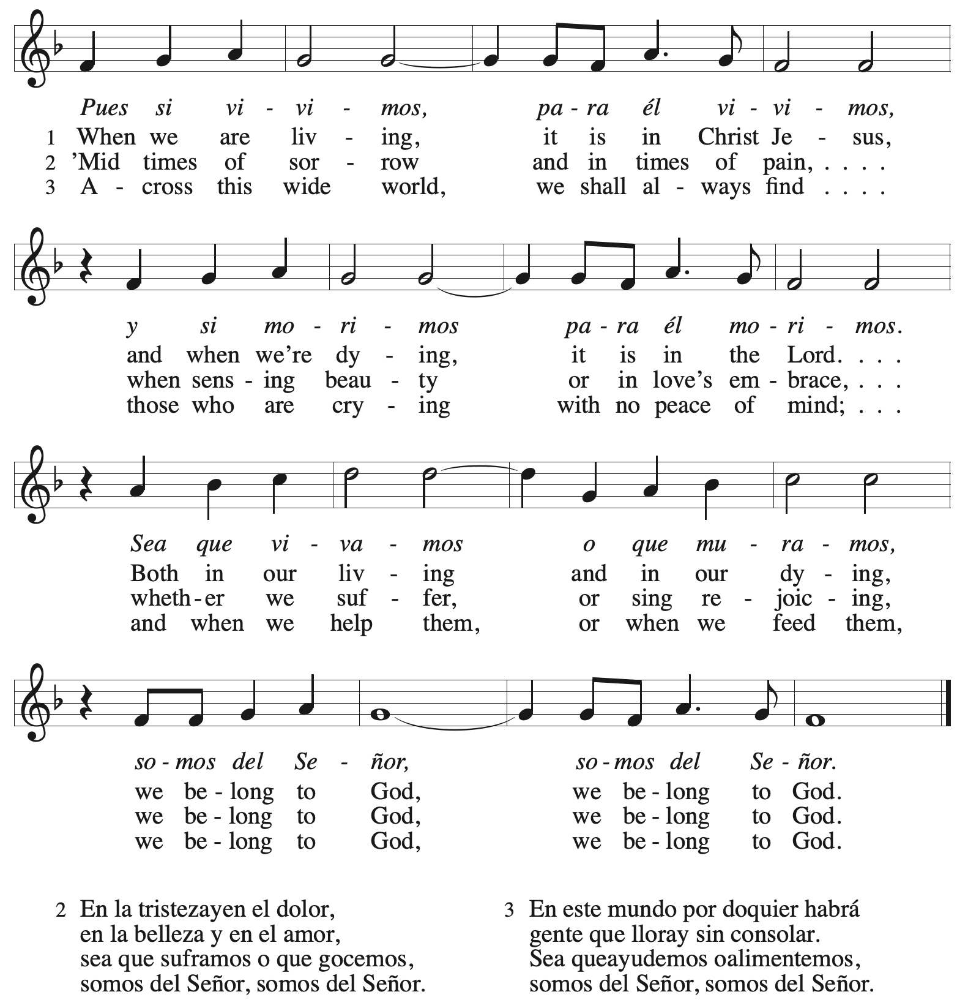 Pues si vi - vi - mos, pa - ra él vi - vi - mos,
1 When we are liv - ing, it is in Christ Je - sus,
2 ’Mid times of sor - row and in times of pain, . . . .
3 A - cross this wide world, we shall al - ways find . . . .
y si mo - ri - mos pa - ra él mo - ri - mos.
and when we’re dy - ing, it is in the Lord. . . .
when sens - ing beau - ty or in love’s em - brace, . . .
those who are cry - ing with no peace of mind; . . .
Sea que vi - va - mos o que mu - ra - mos,
Both in our liv - ing and in our dy - ing,
wheth - er we suf - fer, or sing re - joic - ing,
and when we help them, or when we feed them,
so - mos del Se - ñor, so - mos del Se - ñor.
we be - long to God, we be - long to God.
we be - long to God, we be - long to God.
we be - long to God, we be - long to God.
2 En la tristezayen el dolor,
en la belleza y en el amor,
sea que suframos o que gocemos,
somos del Señor, somos del Señor.
3 En este mundo por doquier habrá
gente que lloray sin consolar.
Sea queayudemos oalimentemos,
somos del Señor, somos del Señor.